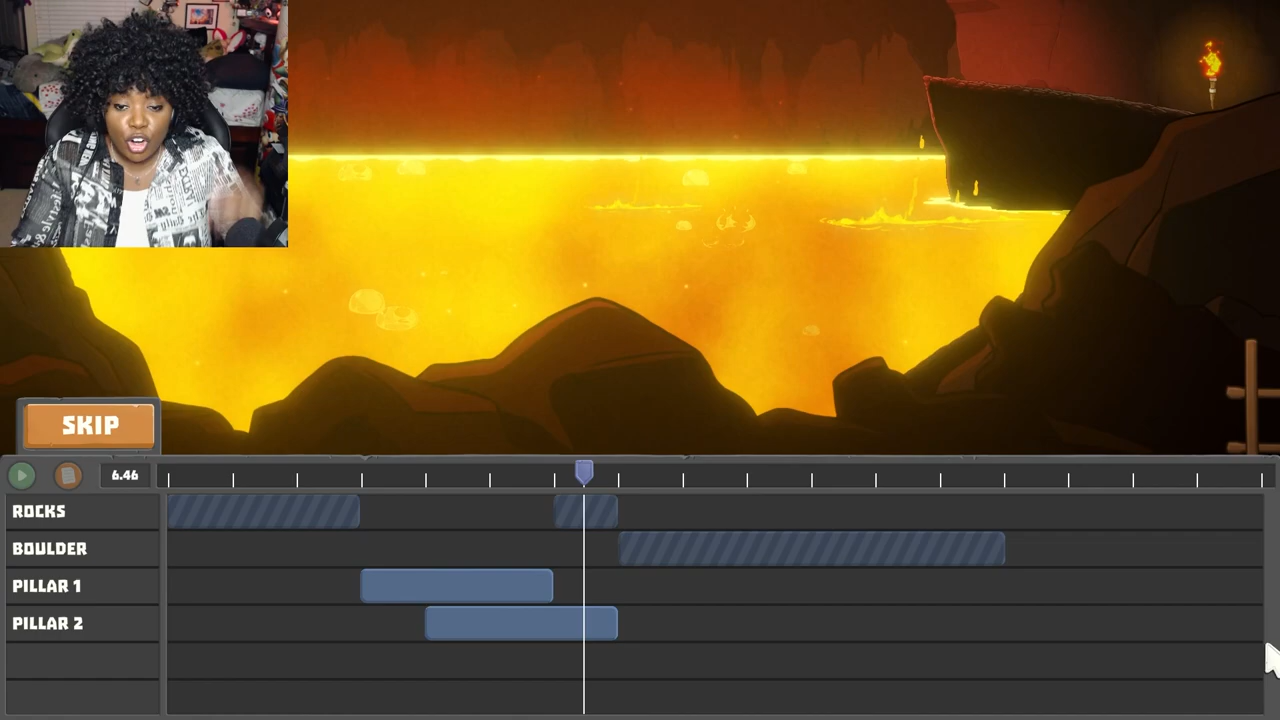 SKIP
6.46
ROCKS
BOULDER
PILLAR 1
PILLAR 2